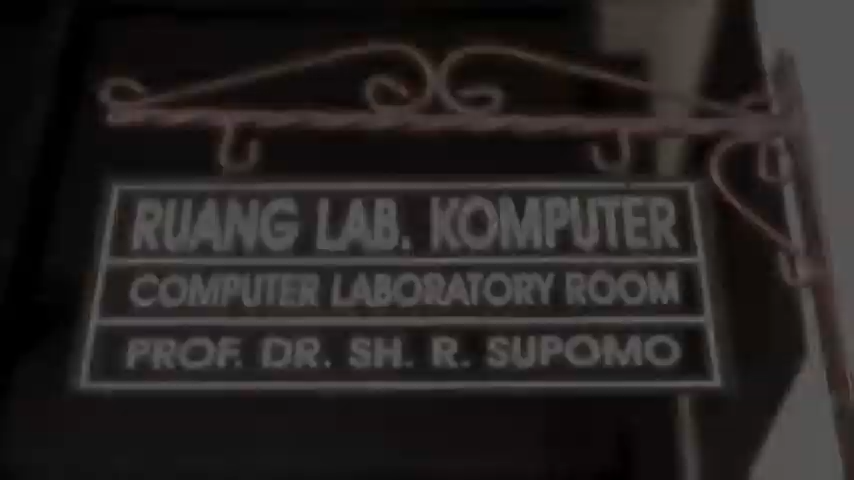 RUANG LAB. KOMPUTER
COMPUTER LABORATORY ROOM
PROF. DR. SH. R. SUPOMO